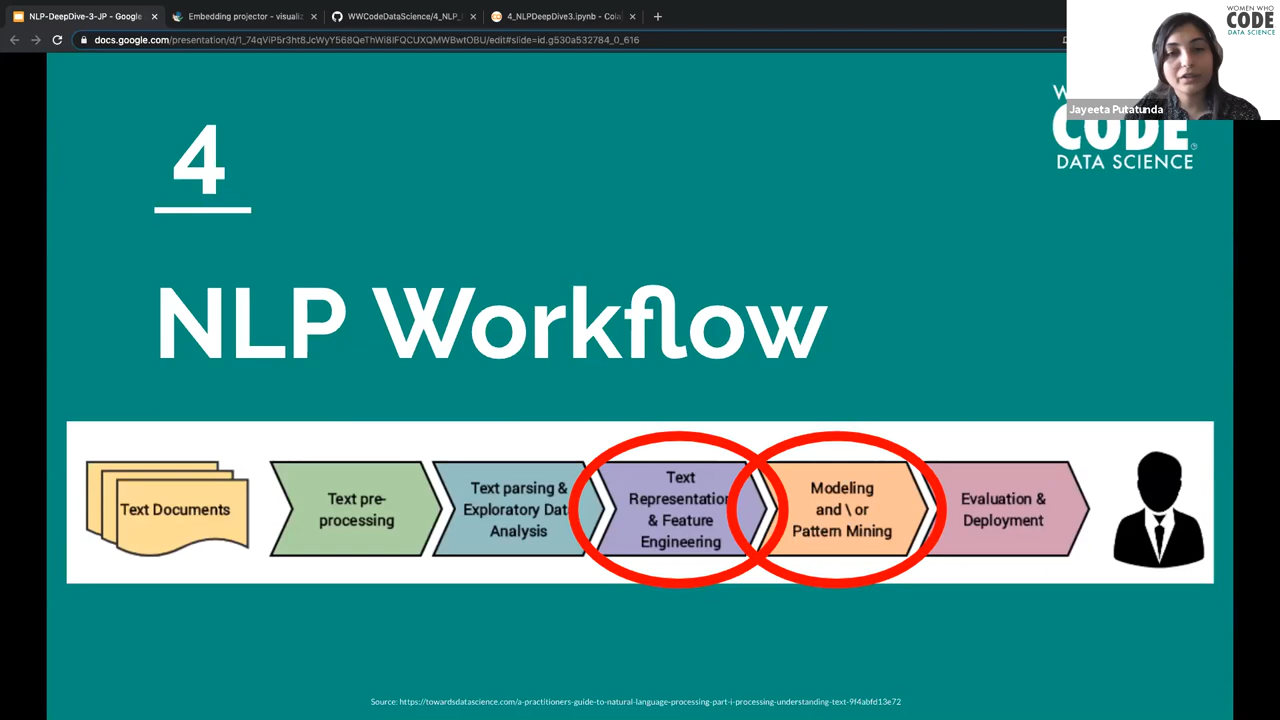 NLP-DeepDive-3-JP - Google
Embedding projector - visualiz
WWCodeDataScience/4_NLP_
4_NLPDeepDive3.ipynb - Cola
docs.google.com/presentation/d/1_74qViP5r3ht8JcWyY568QeThWi8IFQCUXQMWBwtOBU/edit#slide=id.g530a532784_0_616
WOMEN WHO
CODE
DATA SCIENCE
Jayeeta Putatunda
CODE
DATA SCIENCE
4
NLP Workflow
Text Documents
Text pre-
processing
Text parsing &
Exploratory Data
Analysis
Text
Representation
& Feature
Engineering
Modeling
and \ or
Pattern Mining
Evaluation &
Deployment
Source: https://towardsdatascience.com/a-practitioners-guide-to-natural-language-processing-part-i-processing-understanding-text-9f4abfd13e72